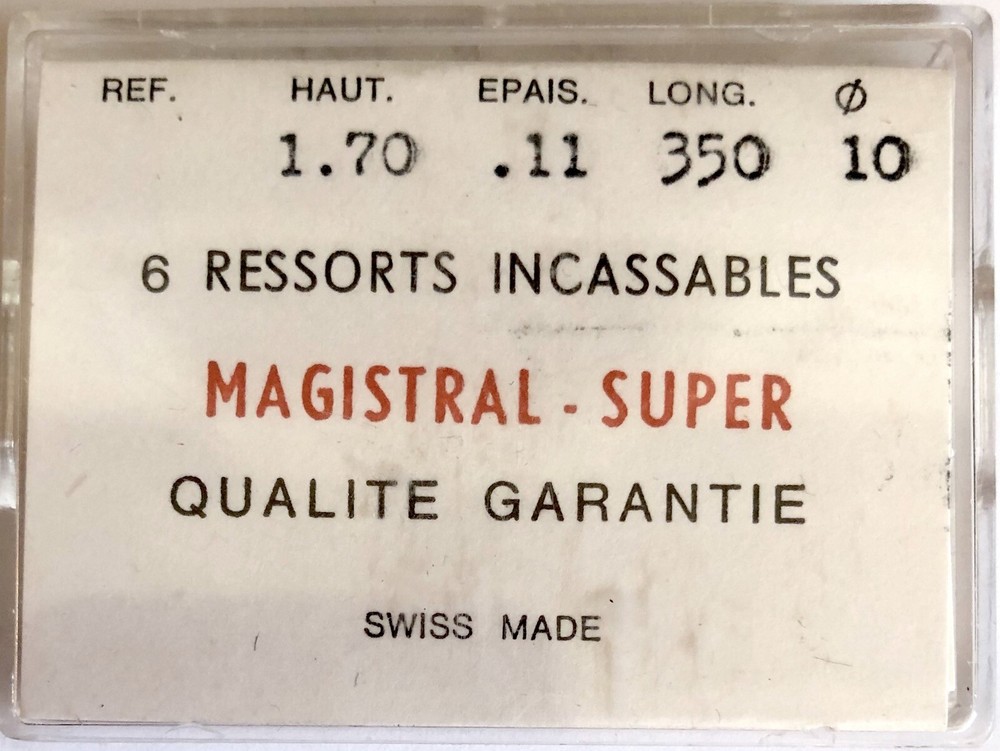 REF. HAUT. EPAIS. LONG. Ø
1.70 .11 350 10
6 RESSORTS INCASSABLES
MAGISTRAL - SUPER
QUALITE GARANTIE
SWISS MADE